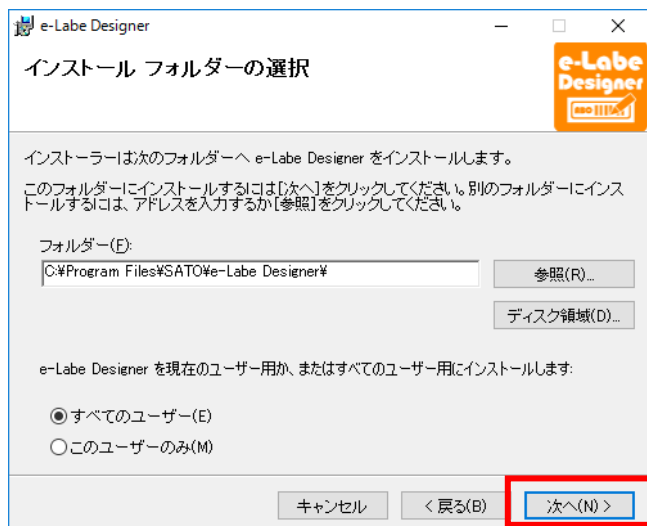 e-Labe Designer
インストール フォルダーの選択
e-Labe
Designer
インストーラーは次のフォルダーへ e-Labe Designer をインストールします。
このフォルダーにインストールするには[次へ]をクリックしてください。別のフォルダーにインス
トールするには、アドレスを入力するか[参照]をクリックしてください。
フォルダー(F):
C:¥Program Files¥SATO¥e-Labe Designer¥
参照(R)...
ディスク領域(D)...
e-Labe Designer を現在のユーザー用か、またはすべてのユーザー用にインストールします:
すべてのユーザー(E)
このユーザーのみ(M)
キャンセル
< 戻る(B)
次へ(N) >